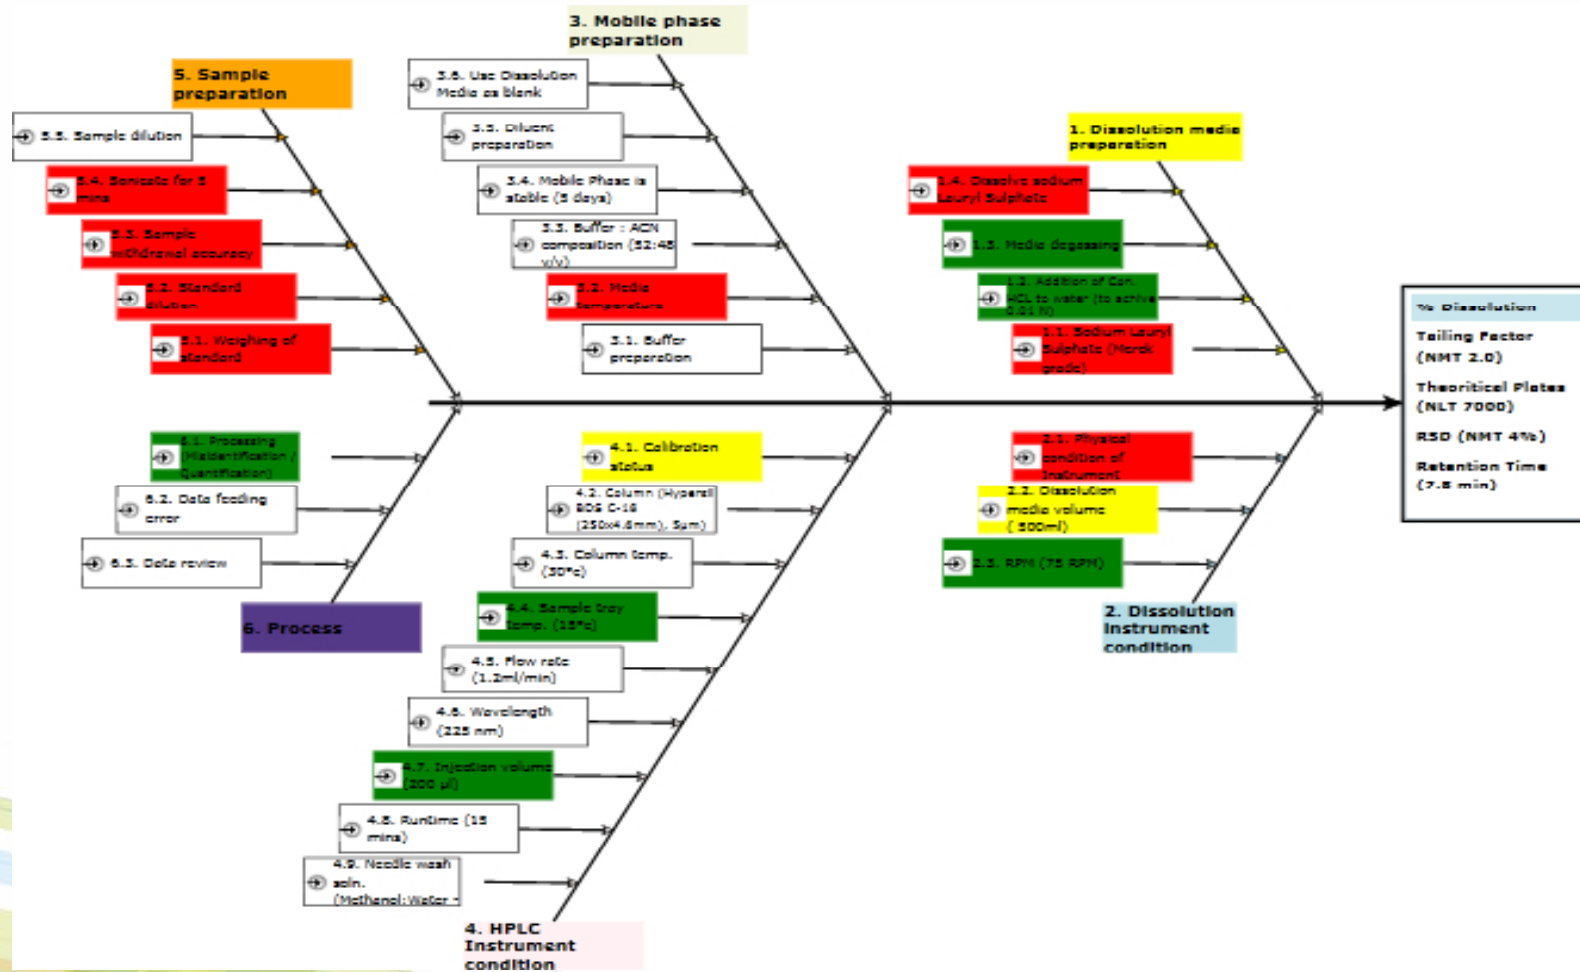 3. Mobile phase
preparation
5. Sample
preparation
3.6. Use Dissolution
Media as blank
5.5. Sample dilution
3.5. Diluent
preparation
1. Dissolution media
preparation
5.4. Sonicate for 5
mins
3.4. Mobile Phase is
stable (5 days)
1.4. Dissolve sodium
Lauryl Sulphate
5.3. Sample
withdrawal accuracy
3.3. Buffer : ACN
composition (52:48
v/v)
1.3. Media degassing
5.2. Standard
dilution
3.2. Media
temperature
1.2. Addition of Con.
HCL to water (to achive
0.01 N)
5.1. Weighing of
standard
3.1. Buffer
preparation
1.1. Sodium Lauryl
Sulphate (Merck
grade)
% Dissolution
Tailing Factor
(NMT 2.0)
Theoritical Plates
(NLT 7000)
RSD (NMT 4%)
Retention Time
(7.8 min)
6.1. Processing
(Misidentification /
Quantification)
4.1. Calibration
status
2.1. Physical
condition of
Instrument
6.2. Data feeding
error
4.2. Column (Hypersil
BDS C-18
(250x4.6mm), 5µm)
2.2. Dissolution
media volume
( 500ml)
6.3. Data review
4.3. Column temp.
(30°c)
2.3. RPM (75 RPM)
6. Process
4.4. Sample tray
temp. (15°c)
2. Dissolution
Instrument
condition
4.5. Flow rate
(1.2ml/min)
4.6. Wavelength
(225 nm)
4.7. Injection volume
(200 µl)
4.8. Runtime (15
mins)
4.9. Needle wash
soln.
(Methanol:Water -
4. HPLC
Instrument
condition